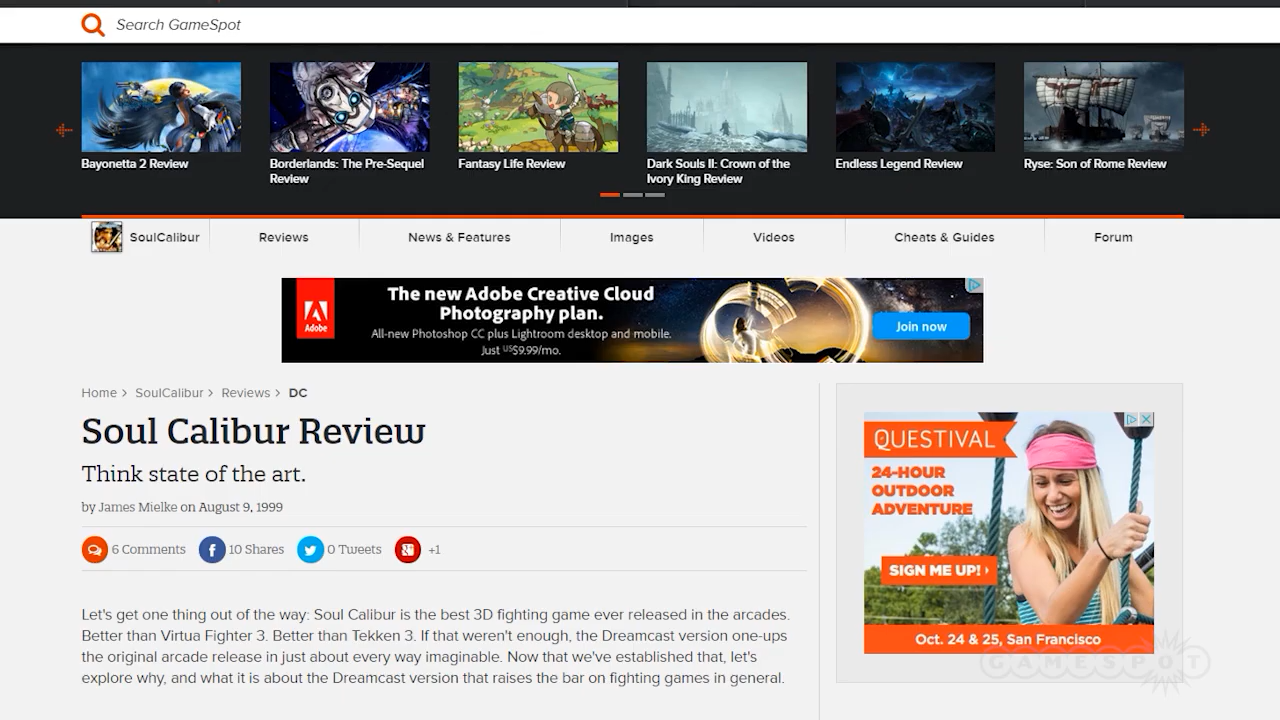 Search GameSpot
Bayonetta 2 Review
Borderlands: The Pre-Sequel
Review
Fantasy Life Review
Dark Souls II: Crown of the
Ivory King Review
Endless Legend Review
Ryse: Son of Rome Review
SoulCalibur
Reviews
News & Features
Images
Videos
Cheats & Guides
Forum
Adobe
The new Adobe Creative Cloud
Photography plan.
All-new Photoshop CC plus Lightroom desktop and mobile.
Just US$9.99/mo.
Join now
Home > SoulCalibur > Reviews > DC
Soul Calibur Review
Think state of the art.
by James Mielke on August 9, 1999
6 Comments
f 10 Shares
0 Tweets
g+ +1
Let's get one thing out of the way: Soul Calibur is the best 3D fighting game ever released in the arcades.
Better than Virtua Fighter 3. Better than Tekken 3. If that weren't enough, the Dreamcast version one-ups
the original arcade release in just about every way imaginable. Now that we've established that, let's
explore why, and what it is about the Dreamcast version that raises the bar on fighting games in general.
QUESTIVAL
24-HOUR
OUTDOOR
ADVENTURE
SIGN ME UP! ›
Oct. 24 & 25, San Francisco
GAMESPOT